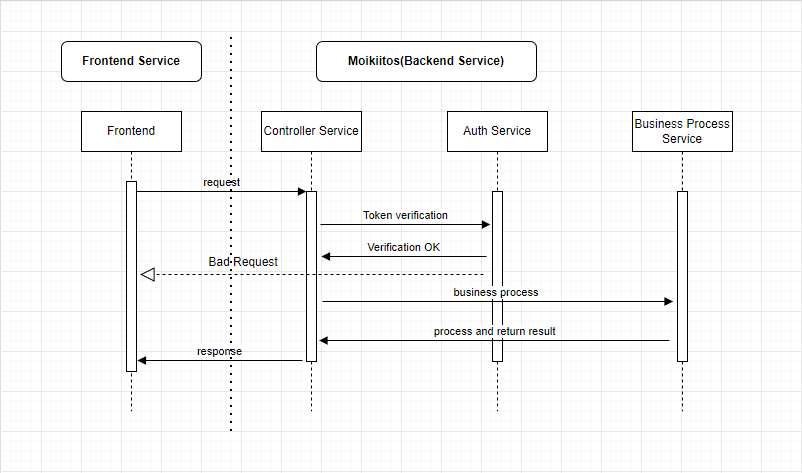 Frontend Service
Moikiitos(Backend Service)
Frontend
Controller Service
Auth Service
Business Process
Service
request
Token verification
Verification OK
Bad Request
business process
process and return result
response